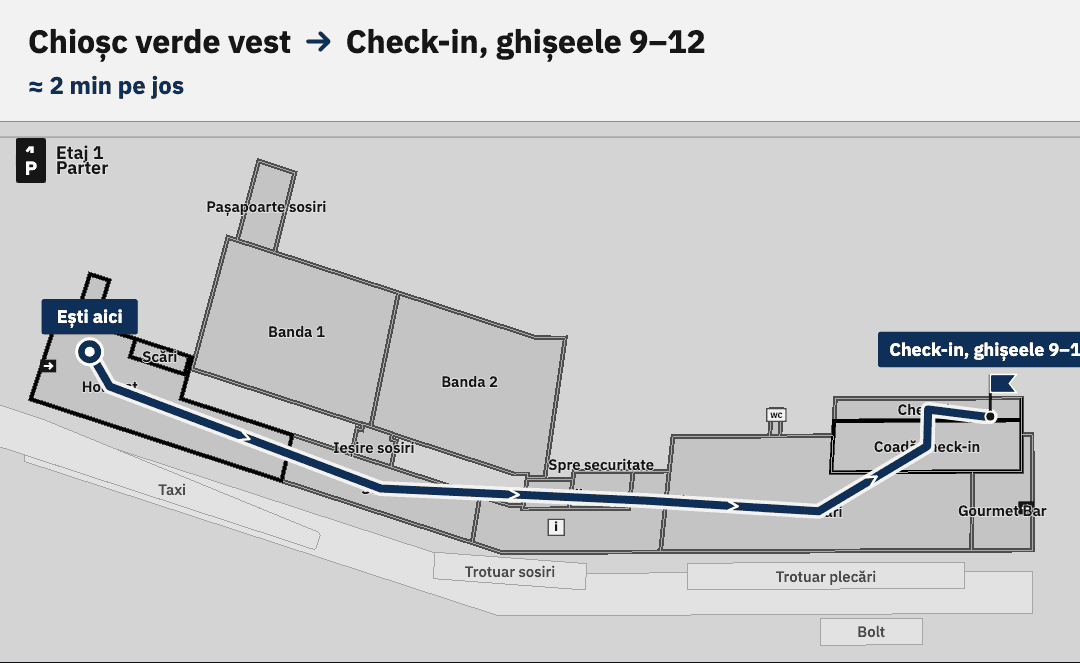 Chioșc verde vest → Check-in, ghișeele 9–12
≈ 2 min pe jos
1
P
Etaj 1
Parter
Pașapoarte sosiri
Ești aici
Scări
Banda 1
Banda 2
Check-in, ghișeele 9–1
WC
Ieșire sosiri
Spre securitate
Taxi
i
Gourmet Bar
Trotuar sosiri
Trotuar plecări
Bolt